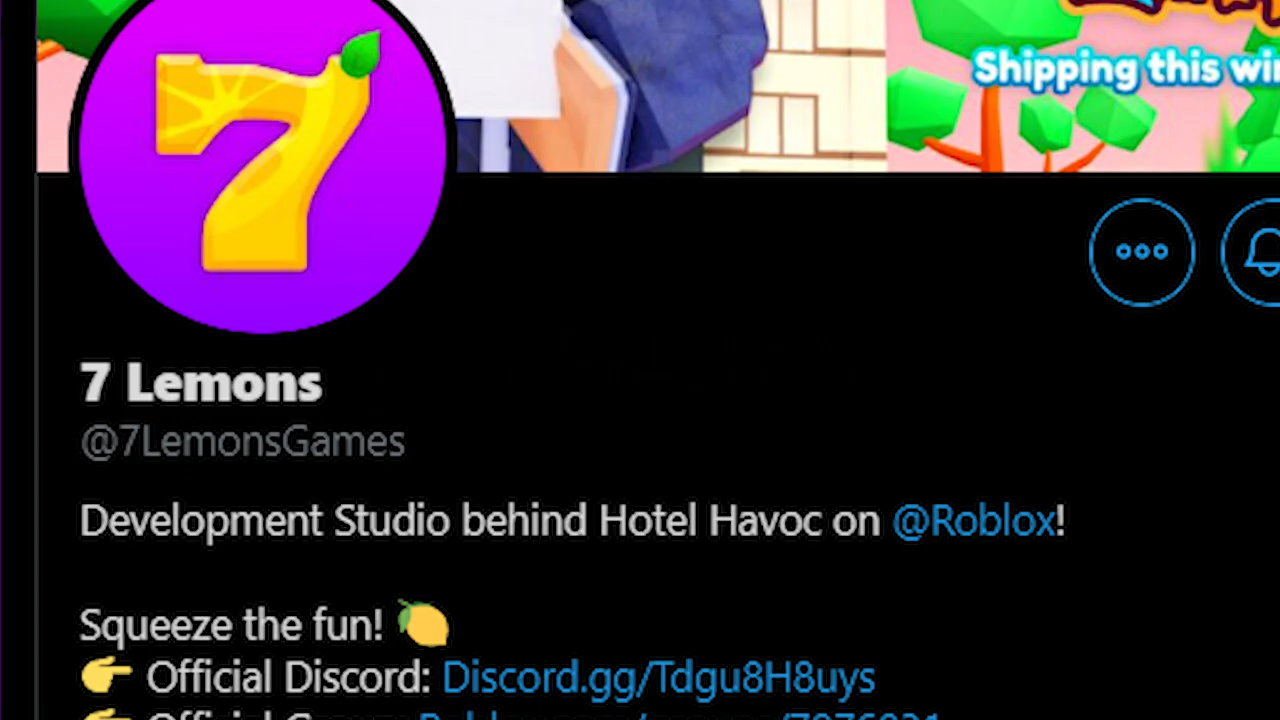 Shipping this
7
7 Lemons
@7LemonsGames
Development Studio behind Hotel Havoc on @Roblox!
Squeeze the fun! 🍋
👉 Official Discord: Discord.gg/Tdgu8H8uys
Official